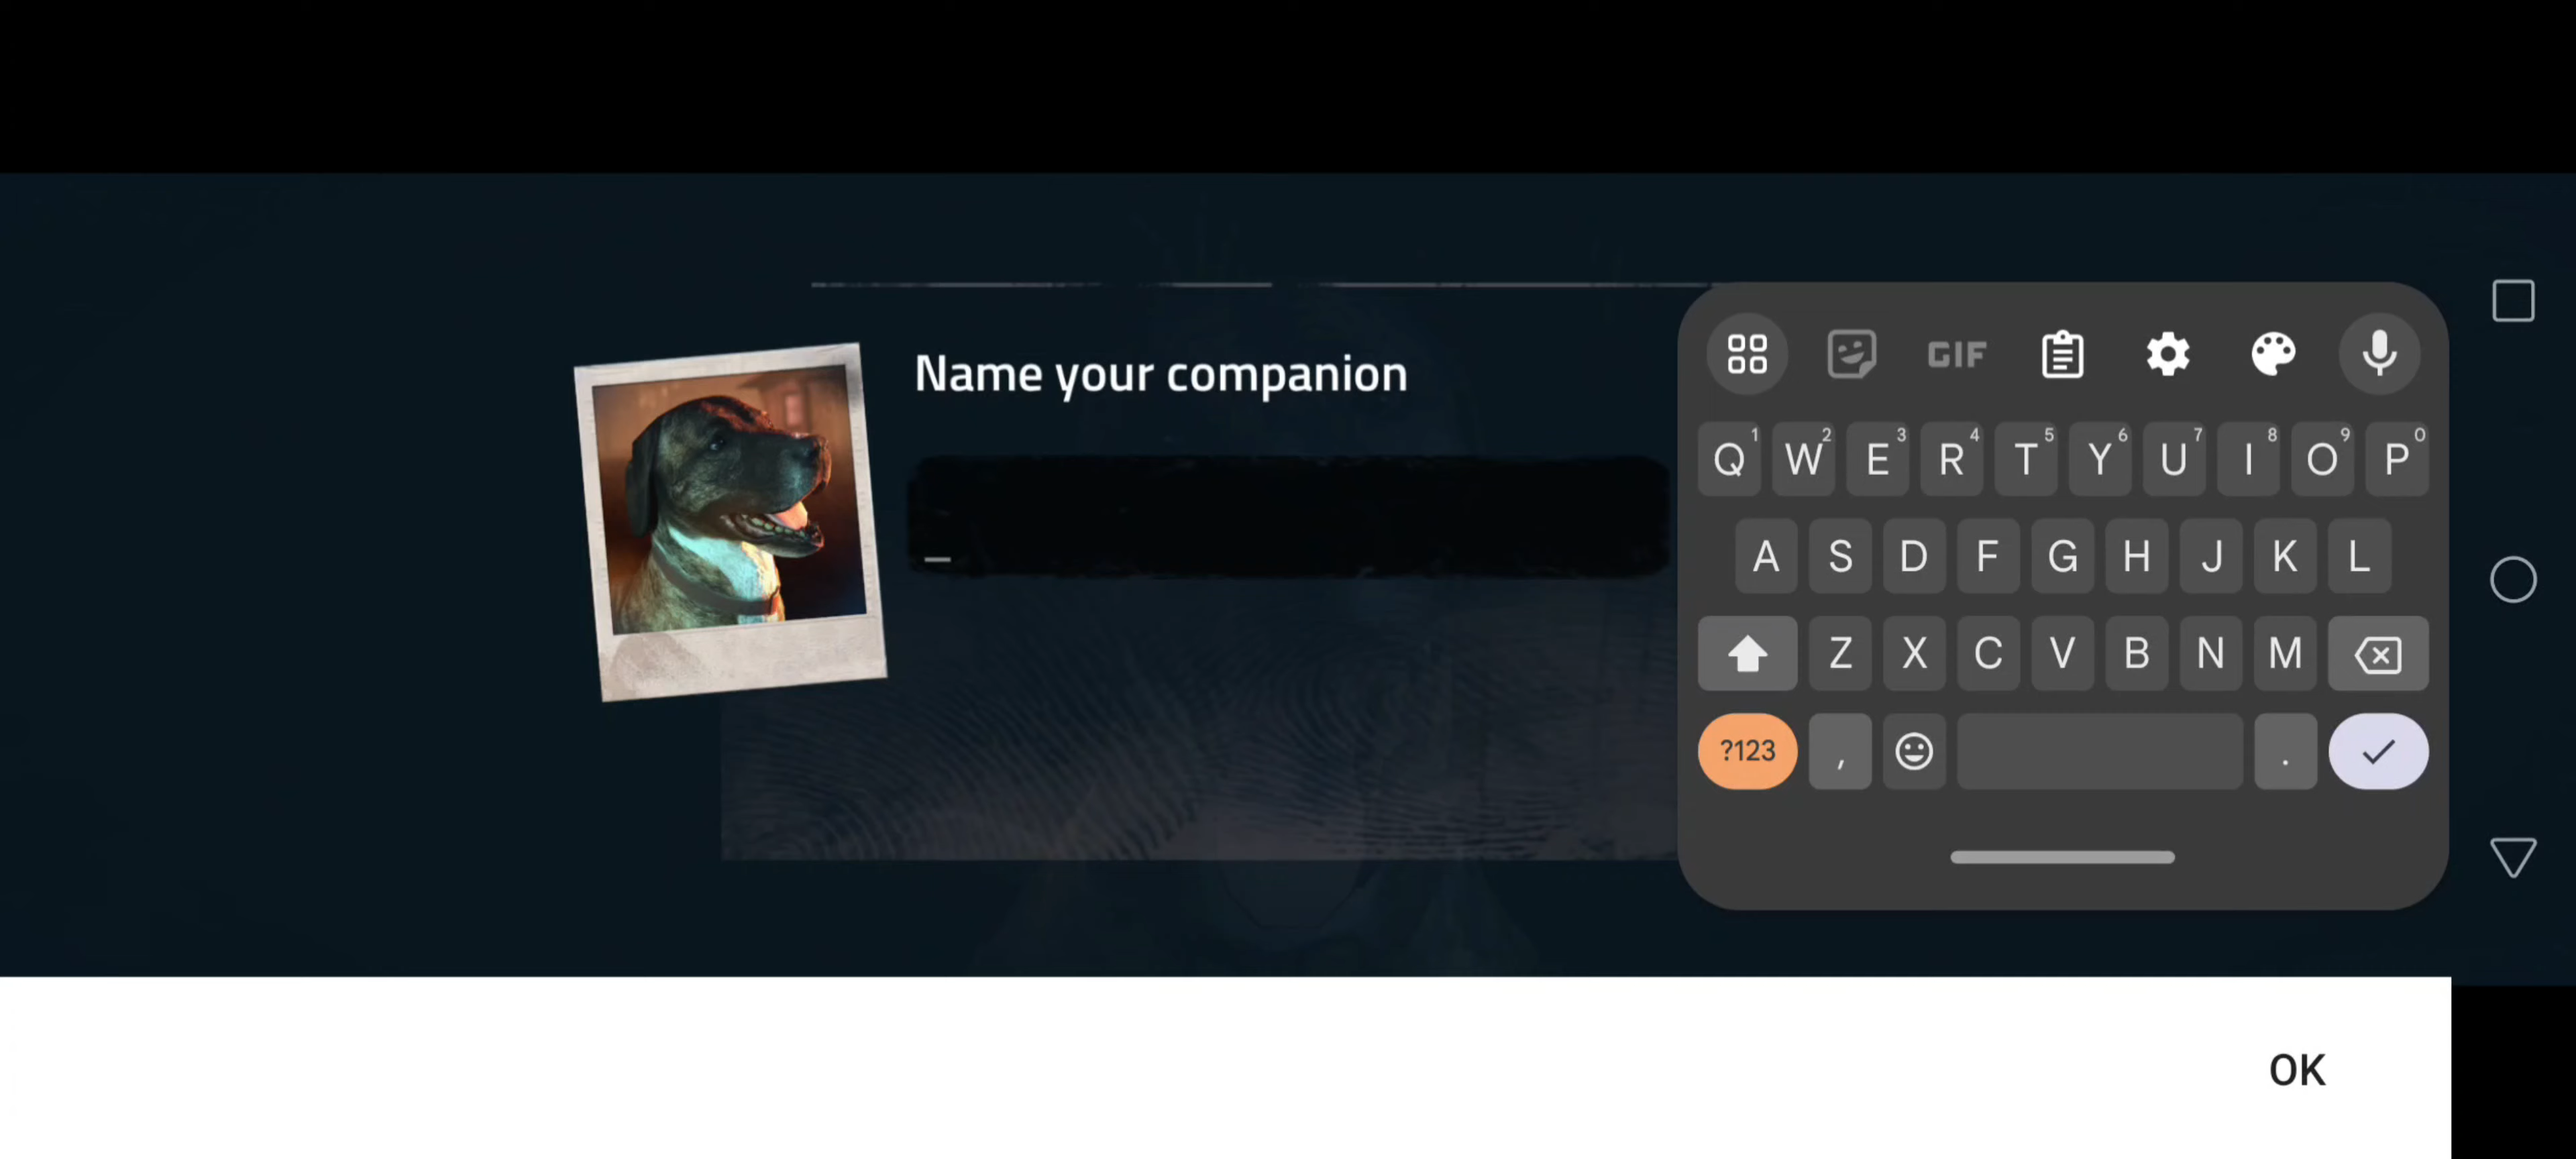 Name your companion
GIF
Q1 W2 E3 R4 T5 Y6 U7 I8 O9 P0
A S D F G H J K L
Z X C V B N M
?123 , .
OK